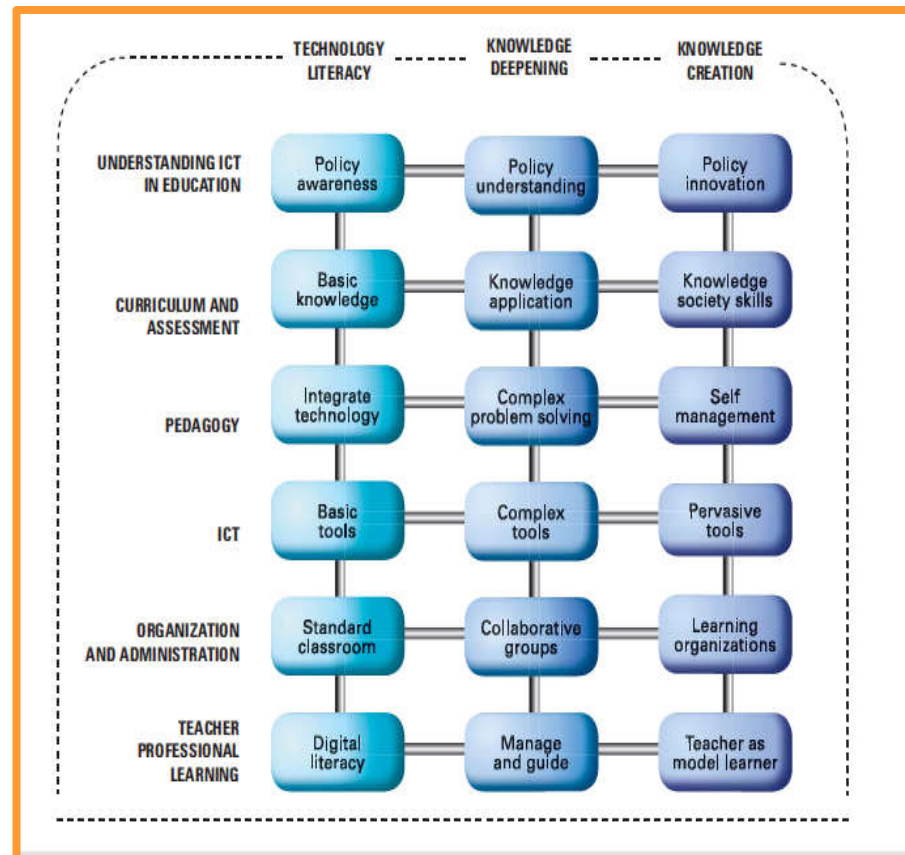 TECHNOLOGY
LITERACY
KNOWLEDGE
DEEPENING
KNOWLEDGE
CREATION
UNDERSTANDING ICT
IN EDUCATION
Policy
awareness
Policy
understanding
Policy
innovation
CURRICULUM AND
ASSESSMENT
Basic
knowledge
Knowledge
application
Knowledge
society skills
PEDAGOGY
Integrate
technology
Complex
problem solving
Self
management
ICT
Basic
tools
Complex
tools
Pervasive
tools
ORGANIZATION
AND ADMINISTRATION
Standard
classroom
Collaborative
groups
Learning
organizations
TEACHER
PROFESSIONAL
LEARNING
Digital
literacy
Manage
and guide
Teacher as
model learner